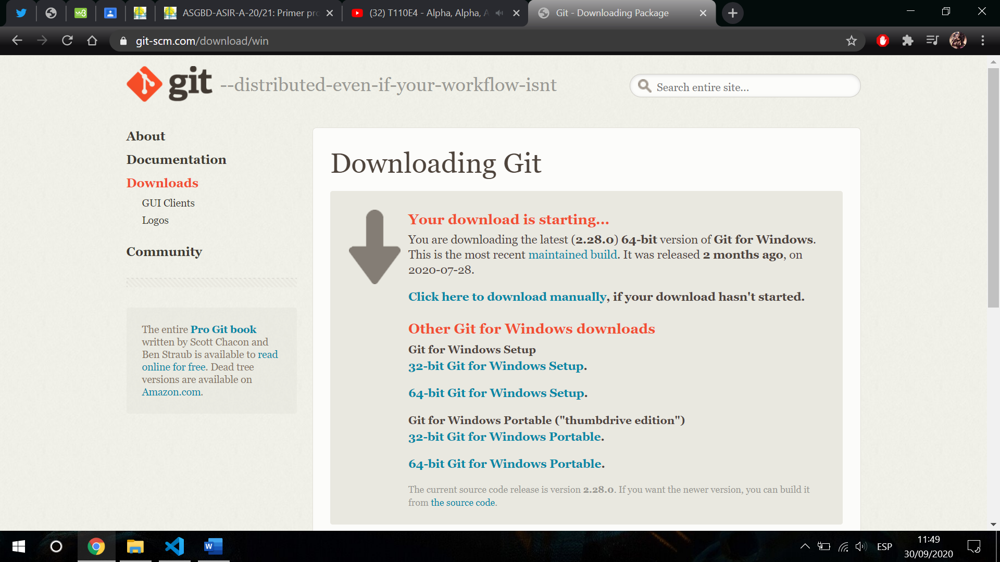 ASGBD-ASIR-A-20/21: Primer pro
(32) T110E4 - Alpha, Alpha, A
Git - Downloading Package
git-scm.com/download/win
git --distributed-even-if-your-workflow-isnt
Search entire site...
About
Documentation
Downloads
GUI Clients
Logos
Community
The entire Pro Git book
written by Scott Chacon and
Ben Straub is available to read
online for free. Dead tree
versions are available on
Amazon.com.
Downloading Git
Your download is starting...
You are downloading the latest (2.28.0) 64-bit version of Git for Windows.
This is the most recent maintained build. It was released 2 months ago, on
2020-07-28.
Click here to download manually, if your download hasn't started.
Other Git for Windows downloads
Git for Windows Setup
32-bit Git for Windows Setup.
64-bit Git for Windows Setup.
Git for Windows Portable ("thumbdrive edition")
32-bit Git for Windows Portable.
64-bit Git for Windows Portable.
The current source code release is version 2.28.0. If you want the newer version, you can build it
from the source code.
ESP
11:49
30/09/2020